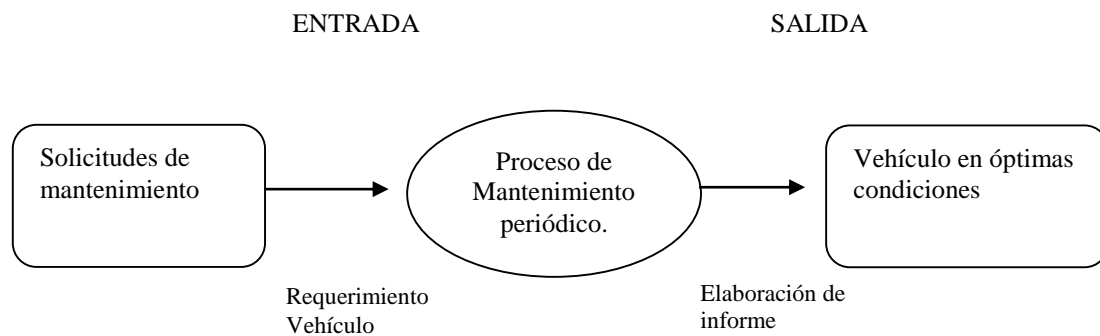 ENTRADA
SALIDA
Solicitudes de
mantenimiento
Proceso de
Mantenimiento
periódico.
Vehículo en óptimas
condiciones
Requerimiento
Vehículo
Elaboración de
informe